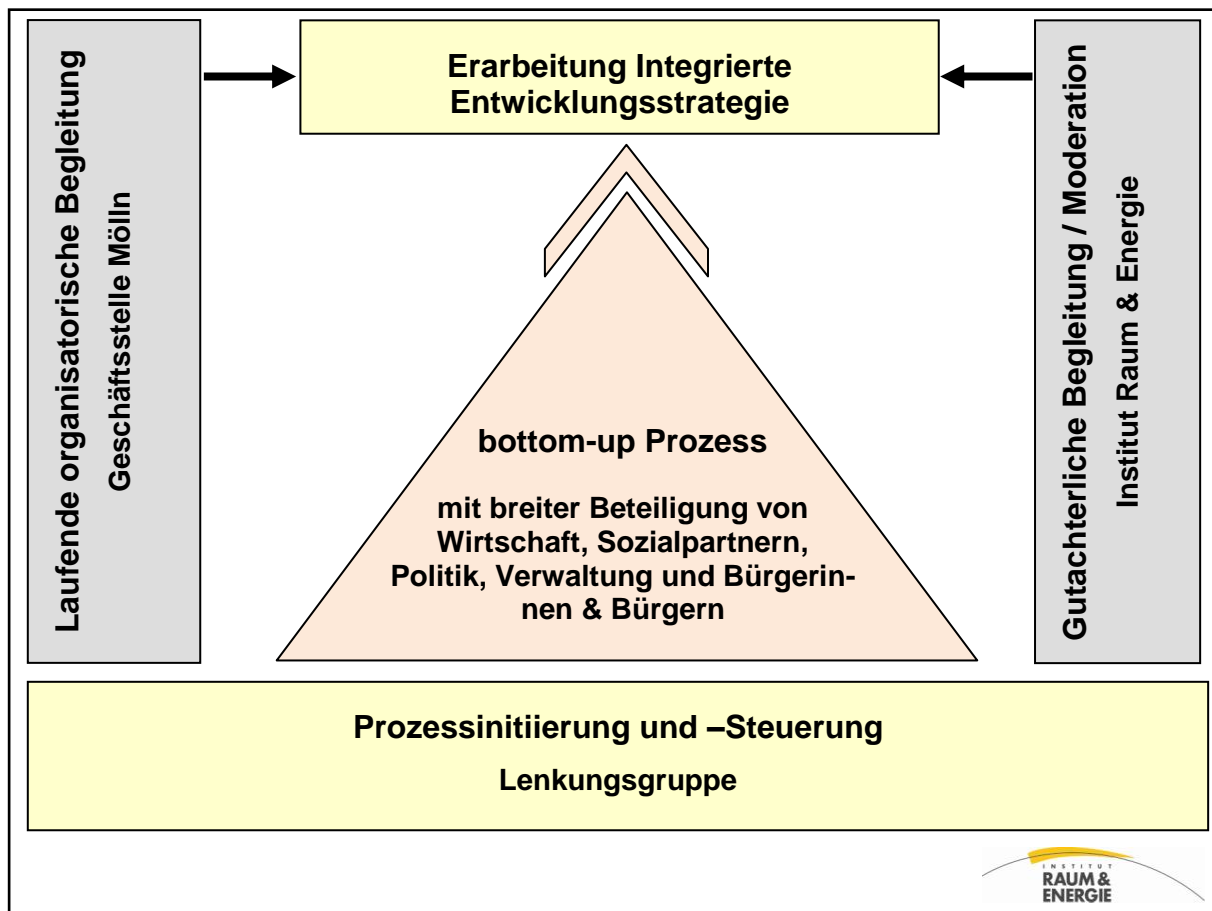 Erarbeitung Integrierte
Entwicklungsstrategie
Laufende organisatorische Begleitung
Geschäftsstelle Mölln
Gutachterliche Begleitung / Moderation
Institut Raum & Energie
bottom-up Prozess
mit breiter Beteiligung von
Wirtschaft, Sozialpartnern,
Politik, Verwaltung und Bürgerin-
nen & Bürgern
Prozessinitiierung und –Steuerung
Lenkungsgruppe
INSTITUT
RAUM &
ENERGIE